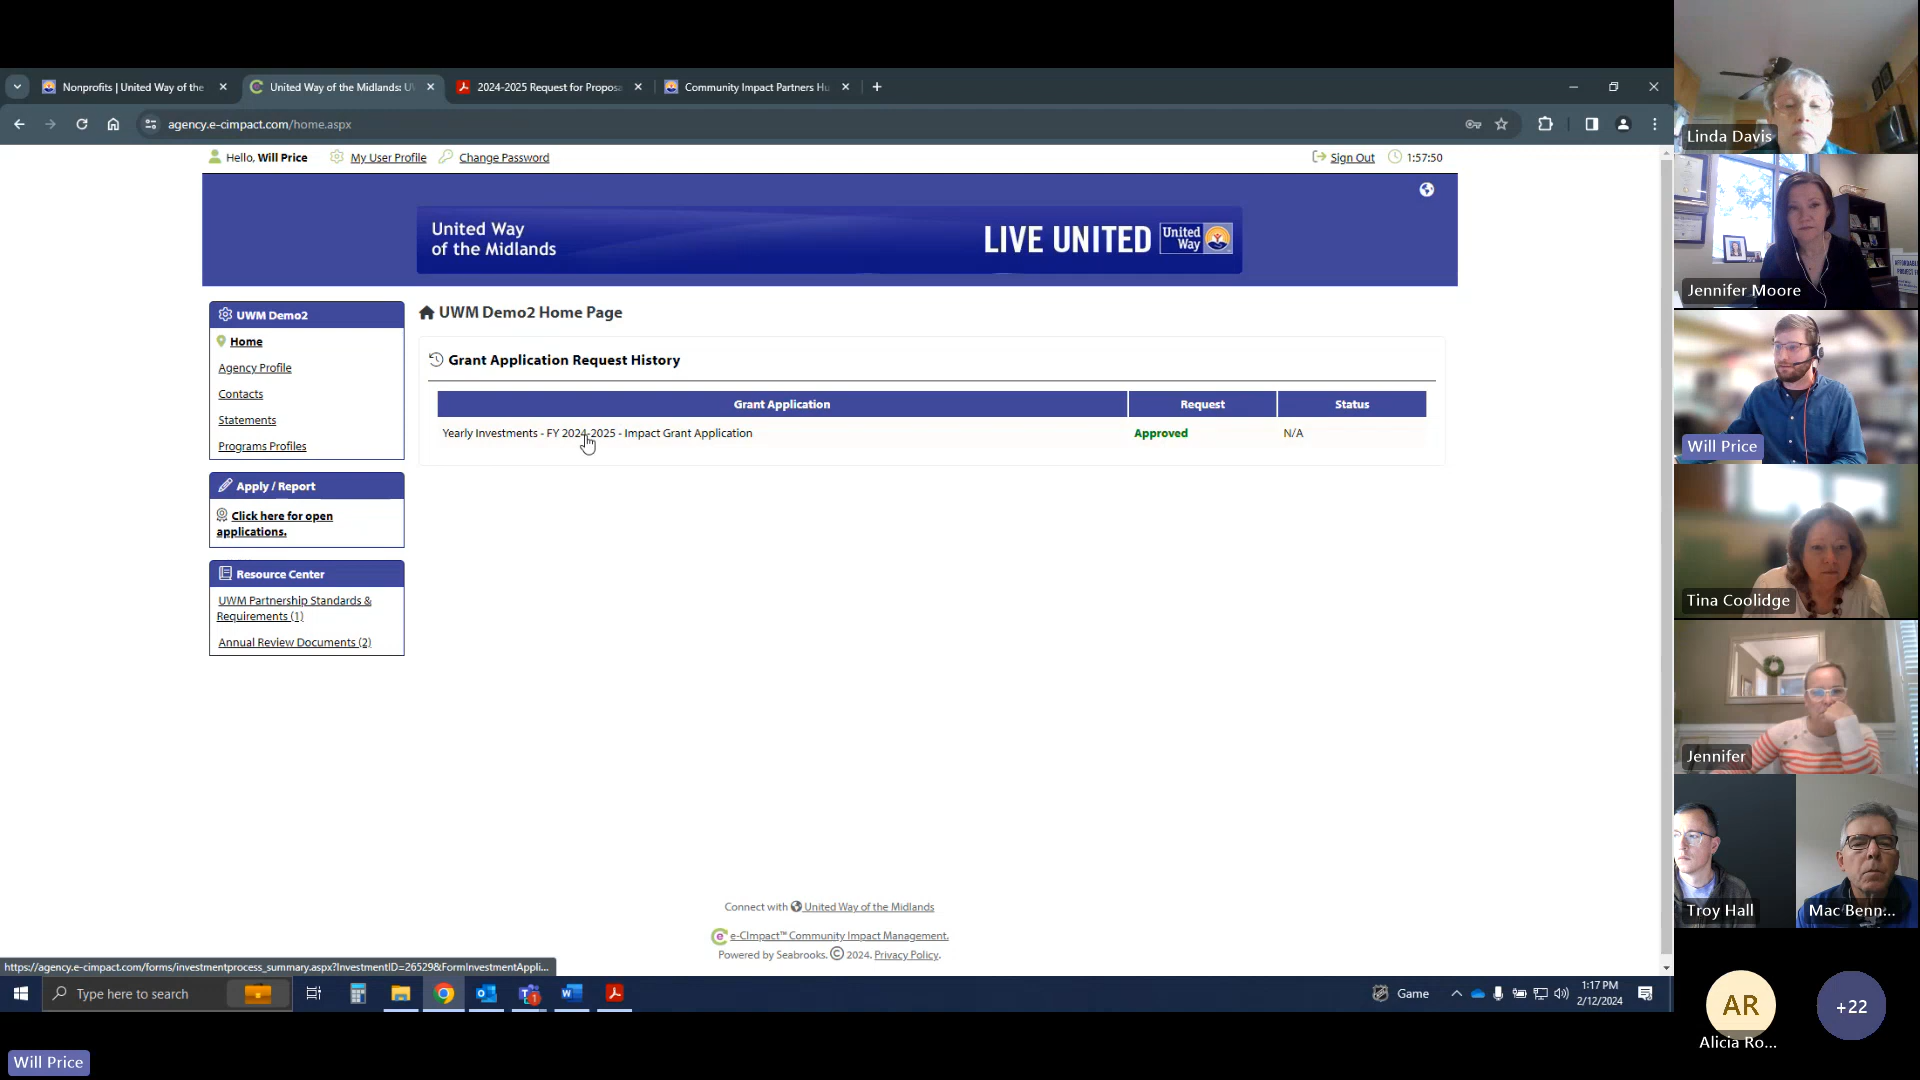 Nonprofits | United Way of the
United Way of the Midlands: U
2024-2025 Request for Proposa
Community Impact Partners Hu
agency.e-cimpact.com/home.aspx
Hello, Will Price
My User Profile
Change Password
Sign Out
1:57:50
United Way
of the Midlands
LIVE UNITED
United
Way
UWM Demo2
Home
Agency Profile
Contacts
Statements
Programs Profiles
Apply / Report
Click here for open
applications.
Resource Center
UWM Partnership Standards &
Requirements (1)
Annual Review Documents (2)
UWM Demo2 Home Page
Grant Application Request History
Grant Application Request Status
Yearly Investments - FY 2024-2025 - Impact Grant Application Approved N/A
Connect with United Way of the Midlands
e-CImpact™ Community Impact Management.
Powered by Seabrooks. © 2024. Privacy Policy.
https://agency.e-cimpact.com/forms/investmentprocess_summary.aspx?InvestmentID=26529&FormInvestmentAppli...
Type here to search
Game
1:17 PM
2/12/2024
Will Price
Linda Davis
Jennifer Moore
Will Price
Tina Coolidge
Jennifer
Troy Hall
Mac Benn...
AR
Alicia Ro...
+22